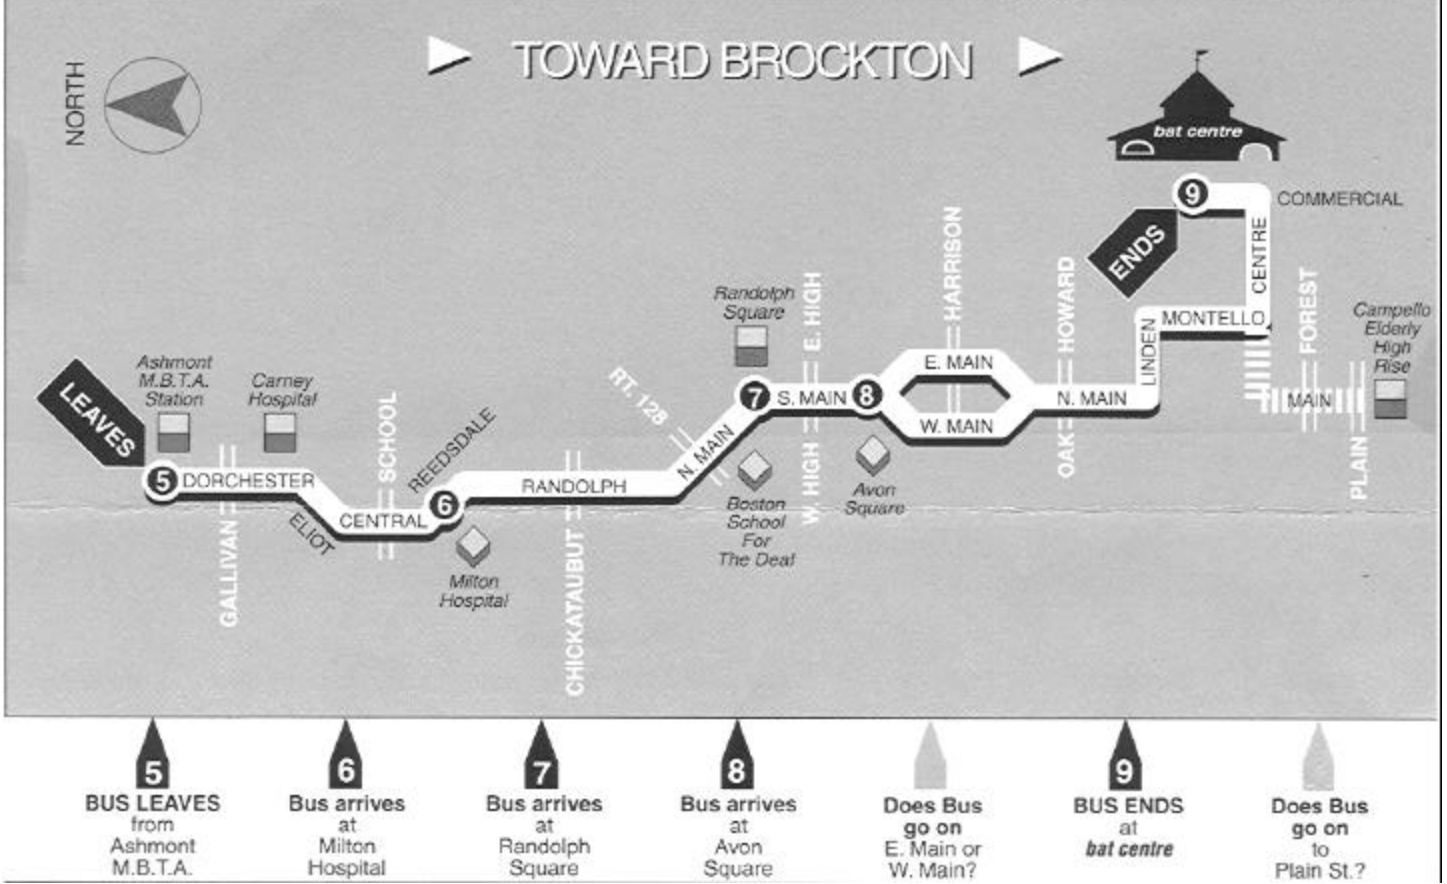 TOWARD BROCKTON
NORTH
bat centre
9
COMMERCIAL
ENDS
CENTRE
MONTELLO
LINDEN
HARRISON
HOWARD
FOREST
Campello
Elderly
High
Rise
Randolph
Square
E. HIGH
Ashmont
M.B.T.A.
Station
Carney
Hospital
LEAVES
SCHOOL
REEDSDALE
RT. 128
7
S. MAIN
8
E. MAIN
W. MAIN
N. MAIN
MAIN
OAK
PLAIN
5
DORCHESTER
ELIOT
CENTRAL
6
RANDOLPH
N. MAIN
W. HIGH
Avon
Square
Boston
School
For
The Deaf
GALLIVAN
Milton
Hospital
CHICKATAUBUT
5
BUS LEAVES
from
Ashmont
M.B.T.A.
6
Bus arrives
at
Milton
Hospital
7
Bus arrives
at
Randolph
Square
8
Bus arrives
at
Avon
Square
Does Bus
go on
E. Main or
W. Main?
9
BUS ENDS
at
bat centre
Does Bus
go on
to
Plain St.?